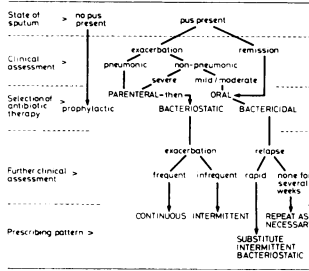 State of sputum > no pus present pus present
exacerbation remission
Clinical assessment > pneumonic non-pneumonic
severe mild/moderate
Selection of antibiotic therapy > prophylactic PARENTERAL-then ORAL
BACTERIOSTATIC BACTERICIDAL
exacerbation relapse
Further clinical assessment > frequent infrequent rapid none for several weeks
CONTINUOUS INTERMITTENT REPEAT AS NECESSAR
Prescribing pattern >
SUBSTITUTE
INTERMITTENT
BACTERIOSTATIC